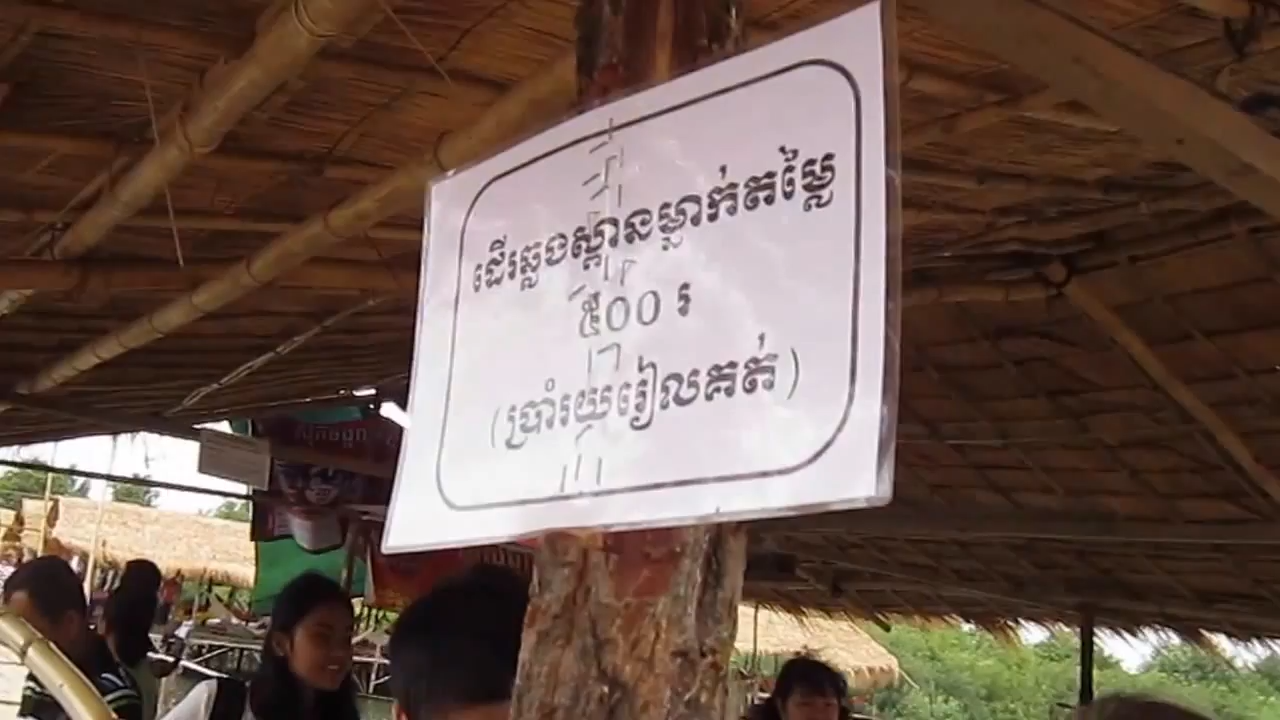 ដើរឆ្លងស្ពានម្នាក់តម្លៃ
៥០០ រ
(ប្រាំរយរៀលគត់)